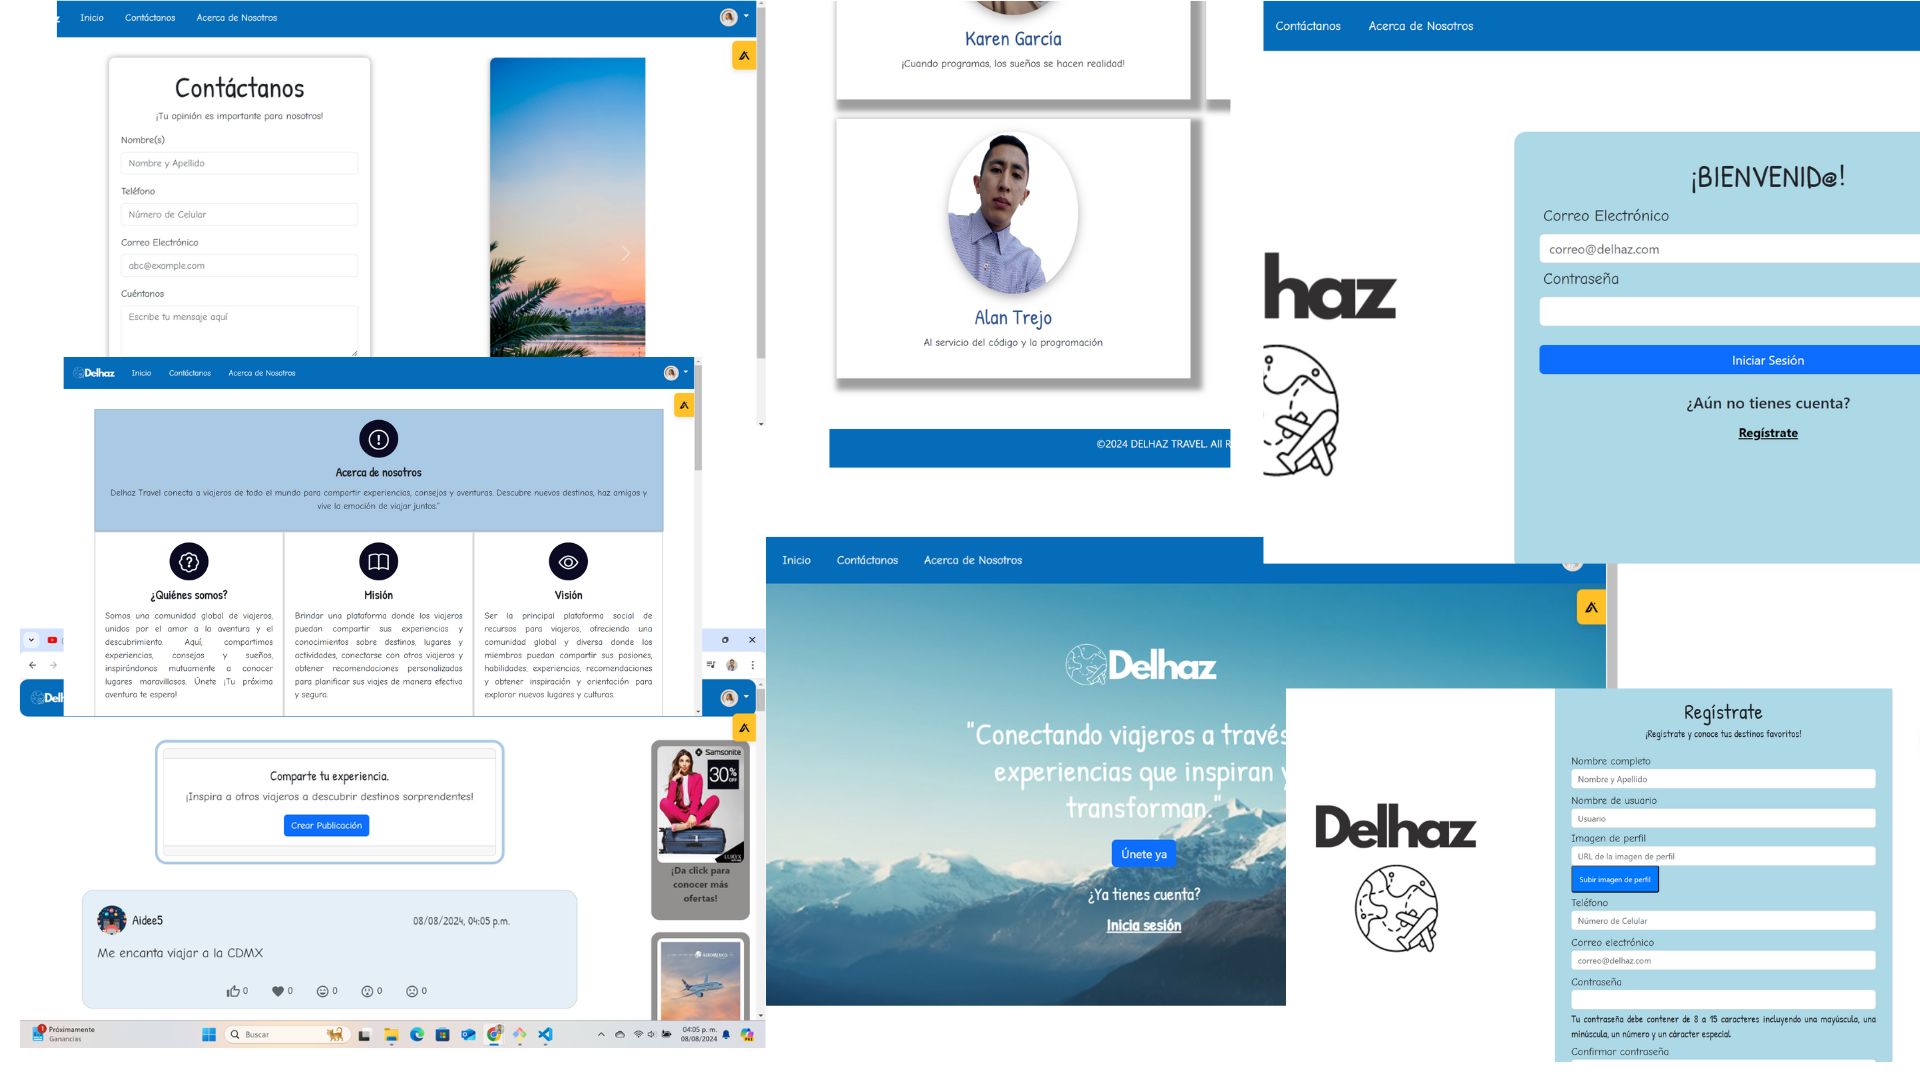 Inicio Contáctanos Acerca de Nosotros
Contáctanos
¡Tu opinión es importante para nosotros!
Nombre(s)
Nombre y Apellido
Teléfono
Número de Celular
Correo Electrónico
abc@example.com
Cuéntanos
Escribe tu mensaje aquí
Delhaz Inicio Contáctanos Acerca de Nosotros
Acerca de nosotros
Delhaz Travel conecta a viajeros de todo el mundo para compartir experiencias, consejos y aventuras. Descubre nuevos destinos, haz amigos y
vive la emoción de viajar juntos."
¿Quiénes somos?
Somos una comunidad global de viajeros,
unidos por el amor a la aventura y el
descubrimiento. Aquí, compartimos
experiencias, consejos y sueños,
inspirándonos mutuamente a conocer
lugares maravillosos. Únete ¡Tu próxima
aventura te espera!
Misión
Brindar una plataforma donde los viajeros
puedan compartir sus experiencias y
conocimientos sobre destinos, lugares y
actividades, conectarse con otros viajeros y
obtener recomendaciones personalizadas
para planificar sus viajes de manera efectiva
y segura.
Visión
Ser la principal plataforma social de
recursos para viajeros, ofreciendo una
comunidad global y diversa donde los
miembros puedan compartir sus pasiones,
habilidades, experiencias, recomendaciones
y obtener inspiración y orientación para
explorar nuevos lugares y culturas.
Delh
Comparte tu experiencia.
¡Inspira a otros viajeros a descubrir destinos sorprendentes!
Crear Publicación
Samsonite
30%
OFF
LURYX
¡Da click para
conocer más
ofertas!
Aidee5
08/08/2024, 04:05 p.m.
Me encanta viajar a la CDMX
0 0 0 0 0
AEROMEXICO
1
Próximamente
Ganancias
Buscar
04:05 p. m.
08/08/2024
Karen García
¡Cuando programas, los sueños se hacen realidad!
Alan Trejo
Al servicio del código y la programación
©2024 DELHAZ TRAVEL. All R
Contáctanos Acerca de Nosotros
haz
¡BIENVENID@!
Correo Electrónico
correo@delhaz.com
Contraseña
Iniciar Sesión
¿Aún no tienes cuenta?
Regístrate
Inicio Contáctanos Acerca de Nosotros
Delhaz
"Conectando viajeros a través
experiencias que inspiran y
transforman."
Únete ya
¿Ya tienes cuenta?
Inicia sesión
Delhaz
Regístrate
¡Regístrate y conoce tus destinos favoritos!
Nombre completo
Nombre y Apellido
Nombre de usuario
Usuario
Imagen de perfil
URL de la imagen de perfil
Subir imagen de perfil
Teléfono
Número de Celular
Correo electrónico
correo@delhaz.com
Contraseña
Tu contraseña debe contener de 8 a 15 caracteres incluyendo una mayúscula, una
minúscula, un número y un cáracter especial.
Confirmar contraseña